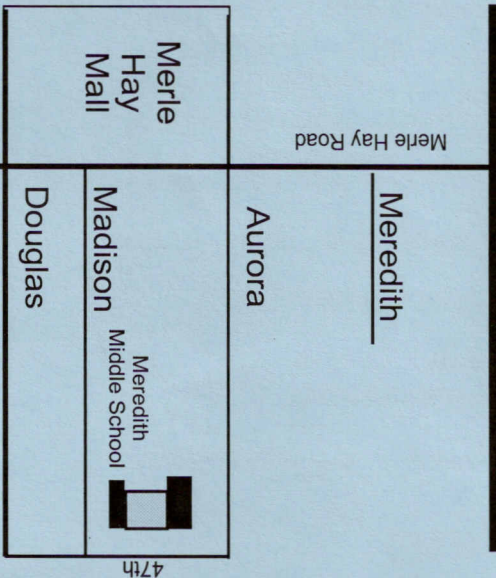 Merle
Hay
Mall
Merle Hay Road
Meredith
Aurora
Madison
Meredith
Middle School
Douglas
47th